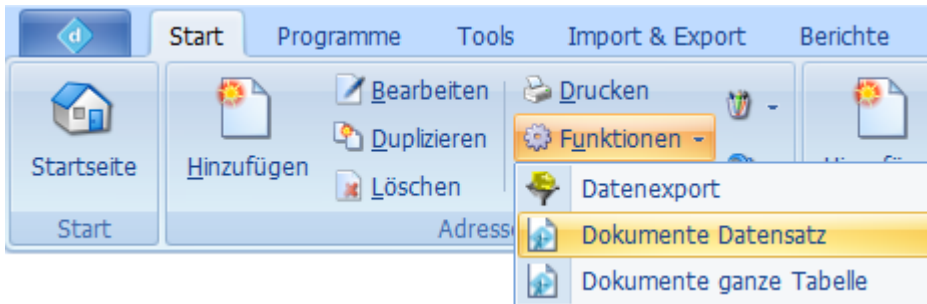 Start Programme Tools Import & Export Berichte
Bearbeiten Drucken
Duplizieren Funktionen
Startseite Hinzufügen
Löschen Datenexport
Start
Dokumente Datensatz
Dokumente ganze Tabelle